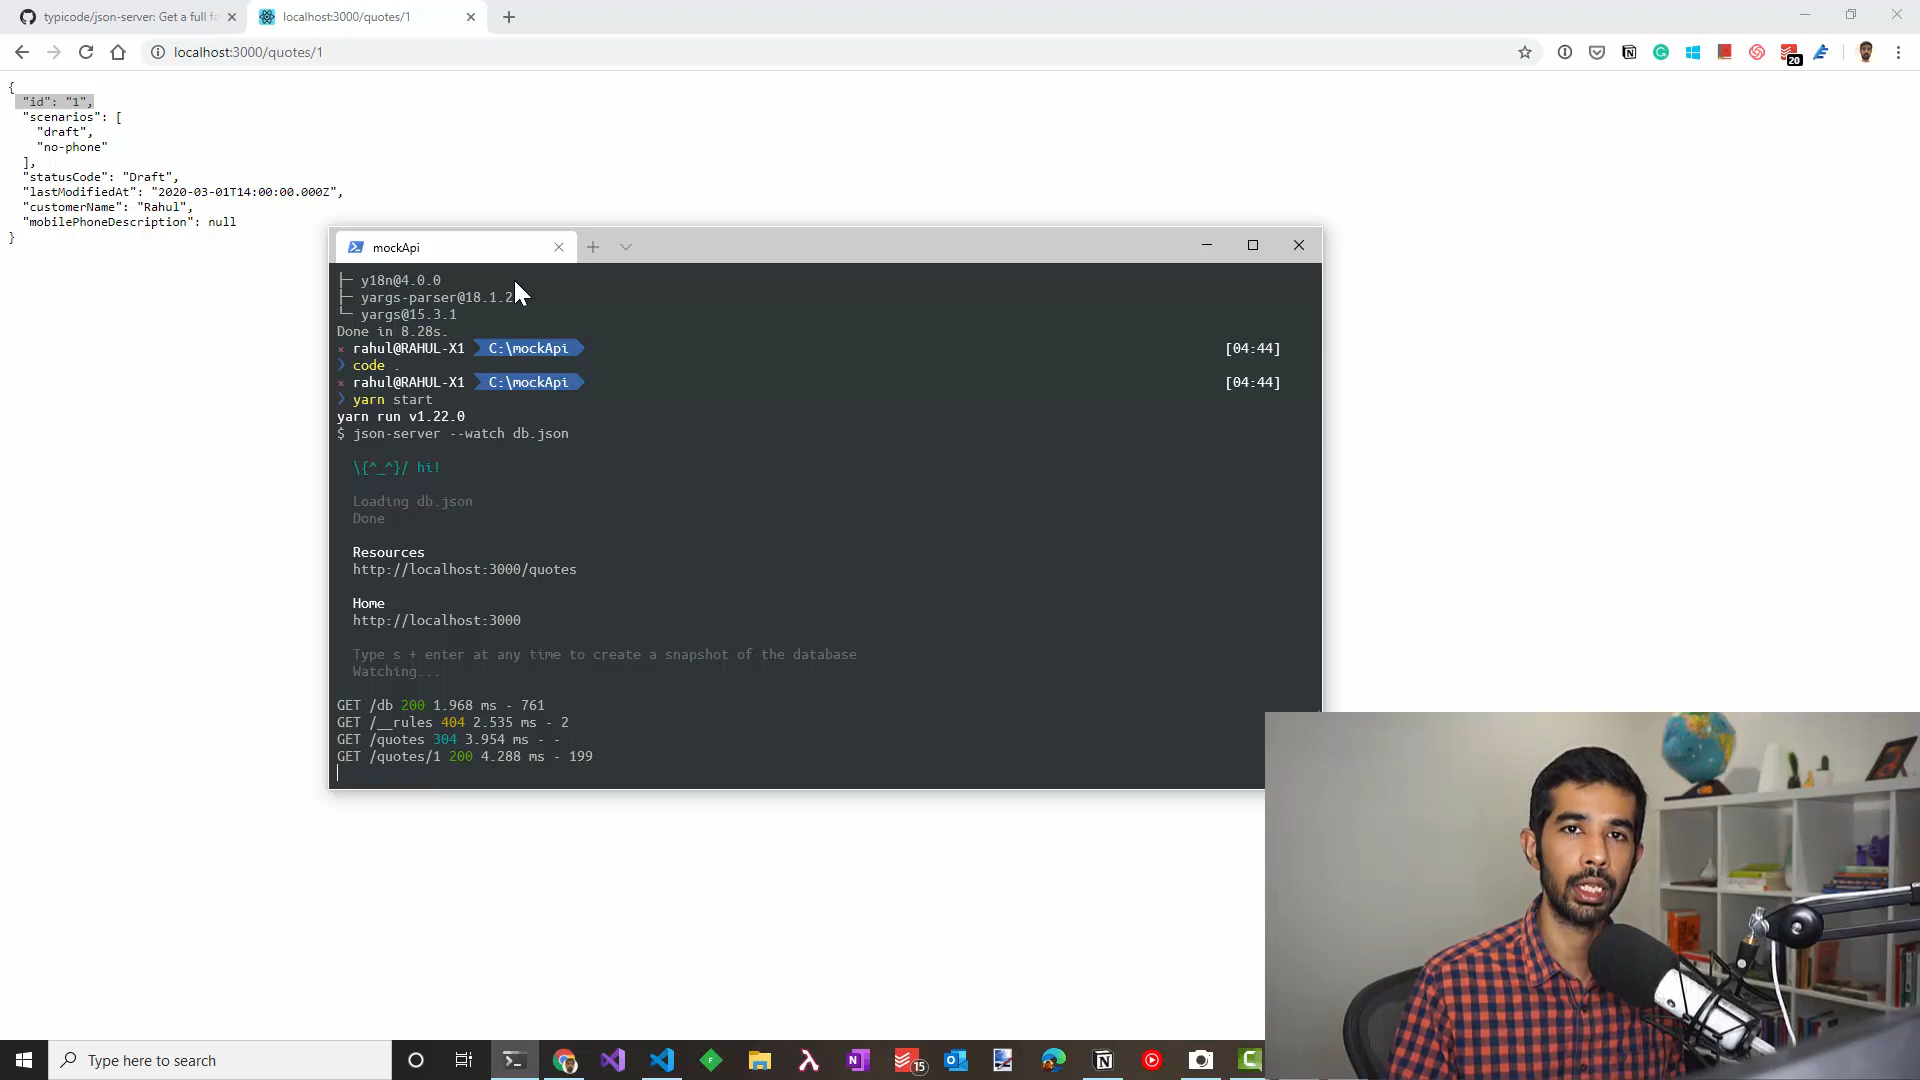 typicode/json-server: Get a full fa
localhost:3000/quotes/1
localhost:3000/quotes/1
20
{
"id": "1",
"scenarios": [
"draft",
"no-phone"
],
"statusCode": "Draft",
"lastModifiedAt": "2020-03-01T14:00:00.000Z",
"customerName": "Rahul",
"mobilePhoneDescription": null
}
mockApi
├─ y18n@4.0.0
├─ yargs-parser@18.1.2
└─ yargs@15.3.1
Done in 8.28s.
× rahul@RAHUL-X1 C:\mockApi [04:44]
❯ code .
× rahul@RAHUL-X1 C:\mockApi [04:44]
❯ yarn start
yarn run v1.22.0
$ json-server --watch db.json
\{^_^}/ hi!
Loading db.json
Done
Resources
http://localhost:3000/quotes
Home
http://localhost:3000
Type s + enter at any time to create a snapshot of the database
Watching...
GET /db 200 1.968 ms - 761
GET /__rules 404 2.535 ms - 2
GET /quotes 304 3.954 ms - -
GET /quotes/1 200 4.288 ms - 199
Type here to search
15